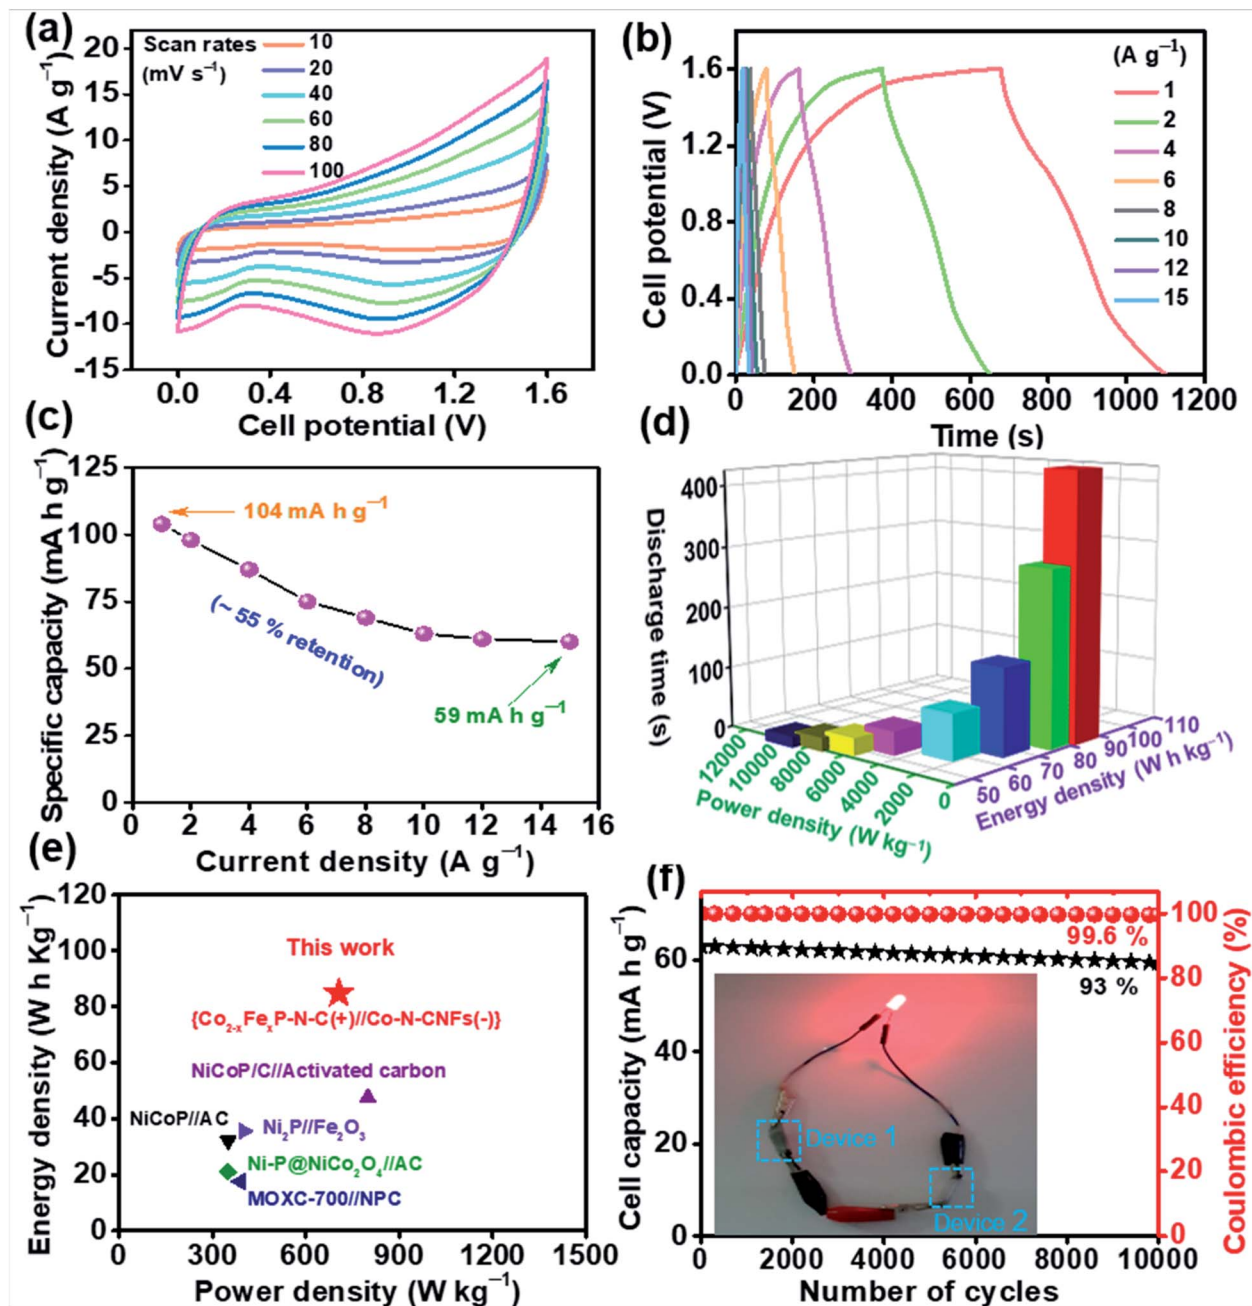 (a)
Scan rates
(mV s⁻¹)
10
20
40
60
80
100
20
15
10
5
0
-5
-10
-15
Current density (A g⁻¹)
0.0 0.4 0.8 1.2 1.6
Cell potential (V)
(b)
(A g⁻¹)
1
2
4
6
8
10
12
15
1.6
1.2
0.8
0.4
0.0
Cell potential (V)
0 200 400 600 800 1000 1200
Time (s)
(c)
125
100
75
50
25
0
Specific capacity (mA h g⁻¹)
104 mA h g⁻¹
(~ 55 % retention)
59 mA h g⁻¹
0 2 4 6 8 10 12 14 16
Current density (A g⁻¹)
(d)
400
300
200
100
0
Discharge time (s)
12000
10000
8000
6000
4000
2000
0
Power density (W kg⁻¹)
50
60
70
80
90
100
110
Energy density (W h kg⁻¹)
(e)
120
100
80
60
40
20
0
Energy density (W h Kg⁻¹)
This work
{Co₂₋ₓFeₓP-N-C(+)//Co-N-CNFs(-)}
NiCoP/C//Activated carbon
NiCoP//AC
Ni₂P//Fe₂O₃
Ni-P@NiCo₂O₄//AC
MOXC-700//NPC
0 300 600 900 1200 1500
Power density (W kg⁻¹)
(f)
60
40
20
0
Cell capacity (mA h g⁻¹)
99.6 %
93 %
Device 1
Device 2
100
80
60
40
20
0
Coulombic efficiency (%)
0 2000 4000 6000 8000 10000
Number of cycles